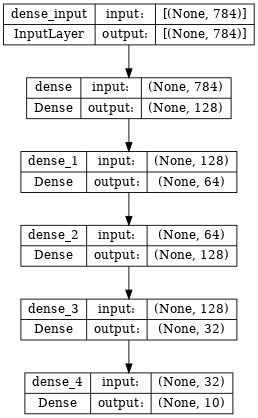 dense_input input: [(None, 784)]
InputLayer output: [(None, 784)]
dense input: (None, 784)
Dense output: (None, 128)
dense_1 input: (None, 128)
Dense output: (None, 64)
dense_2 input: (None, 64)
Dense output: (None, 128)
dense_3 input: (None, 128)
Dense output: (None, 32)
dense_4 input: (None, 32)
Dense output: (None, 10)